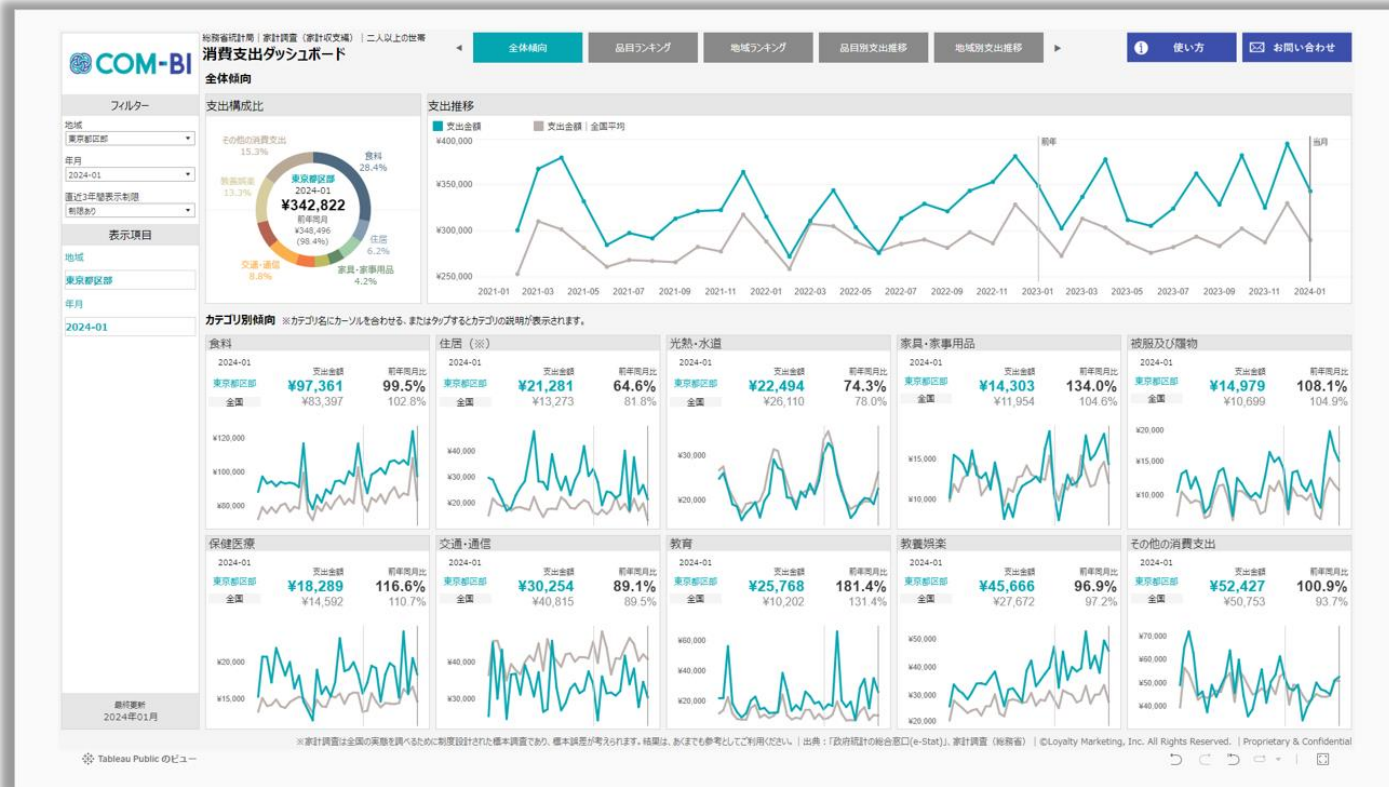 COM-BI
総務省統計局│家計調査（家計収支編）│二人以上の世帯
消費支出ダッシュボード
全体傾向
◀ 全体傾向 品目ランキング 地域ランキング 品目別支出推移 地域別支出推移 ▶
使い方
お問い合わせ
フィルター
地域
東京都区部
年月
2024-01
直近3年間表示制限
制限あり
表示項目
地域
東京都区部
年月
2024-01
最終更新
2024年01月
支出構成比
その他の消費支出
15.3%
食料
28.4%
教養娯楽
13.3%
東京都区部
2024-01
¥342,822
前年同月
¥348,496
(98.4%)
住居
6.2%
交通・通信
8.8%
家具・家事用品
4.2%
支出推移
支出金額 支出金額│全国平均
¥400,000
¥350,000
¥300,000
¥250,000
前年
当月
2021-01 2021-03 2021-05 2021-07 2021-09 2021-11 2022-01 2022-03 2022-05 2022-07 2022-09 2022-11 2023-01 2023-03 2023-05 2023-07 2023-09 2023-11 2024-01
カテゴリ別傾向 ※カテゴリ名にカーソルを合わせる、またはタップするとカテゴリの説明が表示されます。
食料
2024-01
支出金額 前年同月比
東京都区部 ¥97,361 99.5%
全国 ¥83,397 102.8%
¥120,000
¥100,000
¥80,000
住居（※）
2024-01
支出金額 前年同月比
東京都区部 ¥21,281 64.6%
全国 ¥13,273 81.8%
¥40,000
¥30,000
¥20,000
光熱・水道
2024-01
支出金額 前年同月比
東京都区部 ¥22,494 74.3%
全国 ¥26,110 78.0%
¥30,000
¥20,000
家具・家事用品
2024-01
支出金額 前年同月比
東京都区部 ¥14,303 134.0%
全国 ¥11,954 104.6%
¥15,000
¥10,000
被服及び履物
2024-01
支出金額 前年同月比
東京都区部 ¥14,979 108.1%
全国 ¥10,699 104.9%
¥20,000
¥15,000
¥10,000
保健医療
2024-01
支出金額 前年同月比
東京都区部 ¥18,289 116.6%
全国 ¥14,592 110.7%
¥20,000
¥15,000
交通・通信
2024-01
支出金額 前年同月比
東京都区部 ¥30,254 89.1%
全国 ¥40,815 89.5%
¥40,000
¥30,000
教育
2024-01
支出金額 前年同月比
東京都区部 ¥25,768 181.4%
全国 ¥10,202 131.4%
¥60,000
¥40,000
¥20,000
教養娯楽
2024-01
支出金額 前年同月比
東京都区部 ¥45,666 96.9%
全国 ¥27,672 97.2%
¥50,000
¥40,000
¥30,000
¥20,000
その他の消費支出
2024-01
支出金額 前年同月比
東京都区部 ¥52,427 100.9%
全国 ¥50,753 93.7%
¥70,000
¥60,000
¥50,000
¥40,000
※家計調査は全国の実態を調べるために制度設計された標本調査であり、標本誤差が考えられます。結果は、あくまでも参考としてご利用ください。│出典：「政府統計の総合窓口(e-Stat)」、家計調査（総務省）│©Loyalty Marketing, Inc. All Rights Reserved. │Proprietary & Confidential
Tableau Public のビュー